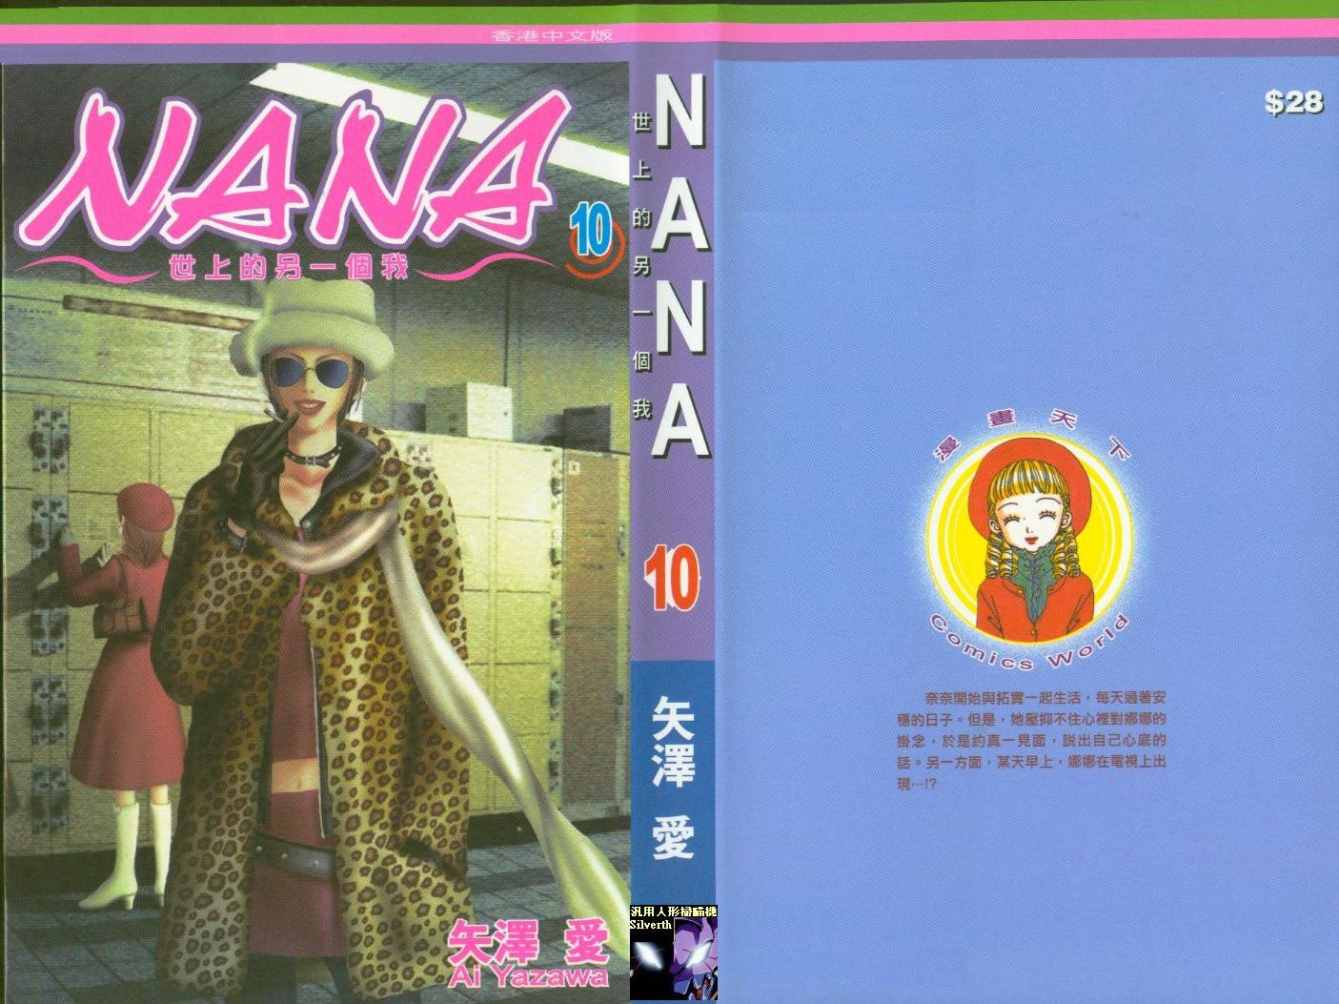 香港中文版
NANA
10
世上的另一個我
矢澤 愛
Ai Yazawa
NANA
世上的另一個我
10
矢澤 愛
汎用人形掃瞄機
Silverth
$28
漫畫天下
Comics World
奈奈開始與拓實一起生活，每天過著安
穩的日子。但是，她壓抑不住心裡對娜娜的
掛念，於是約真一見面，說出自己心底的
話。另一方面，某天早上，娜娜在電視上出
現…!?